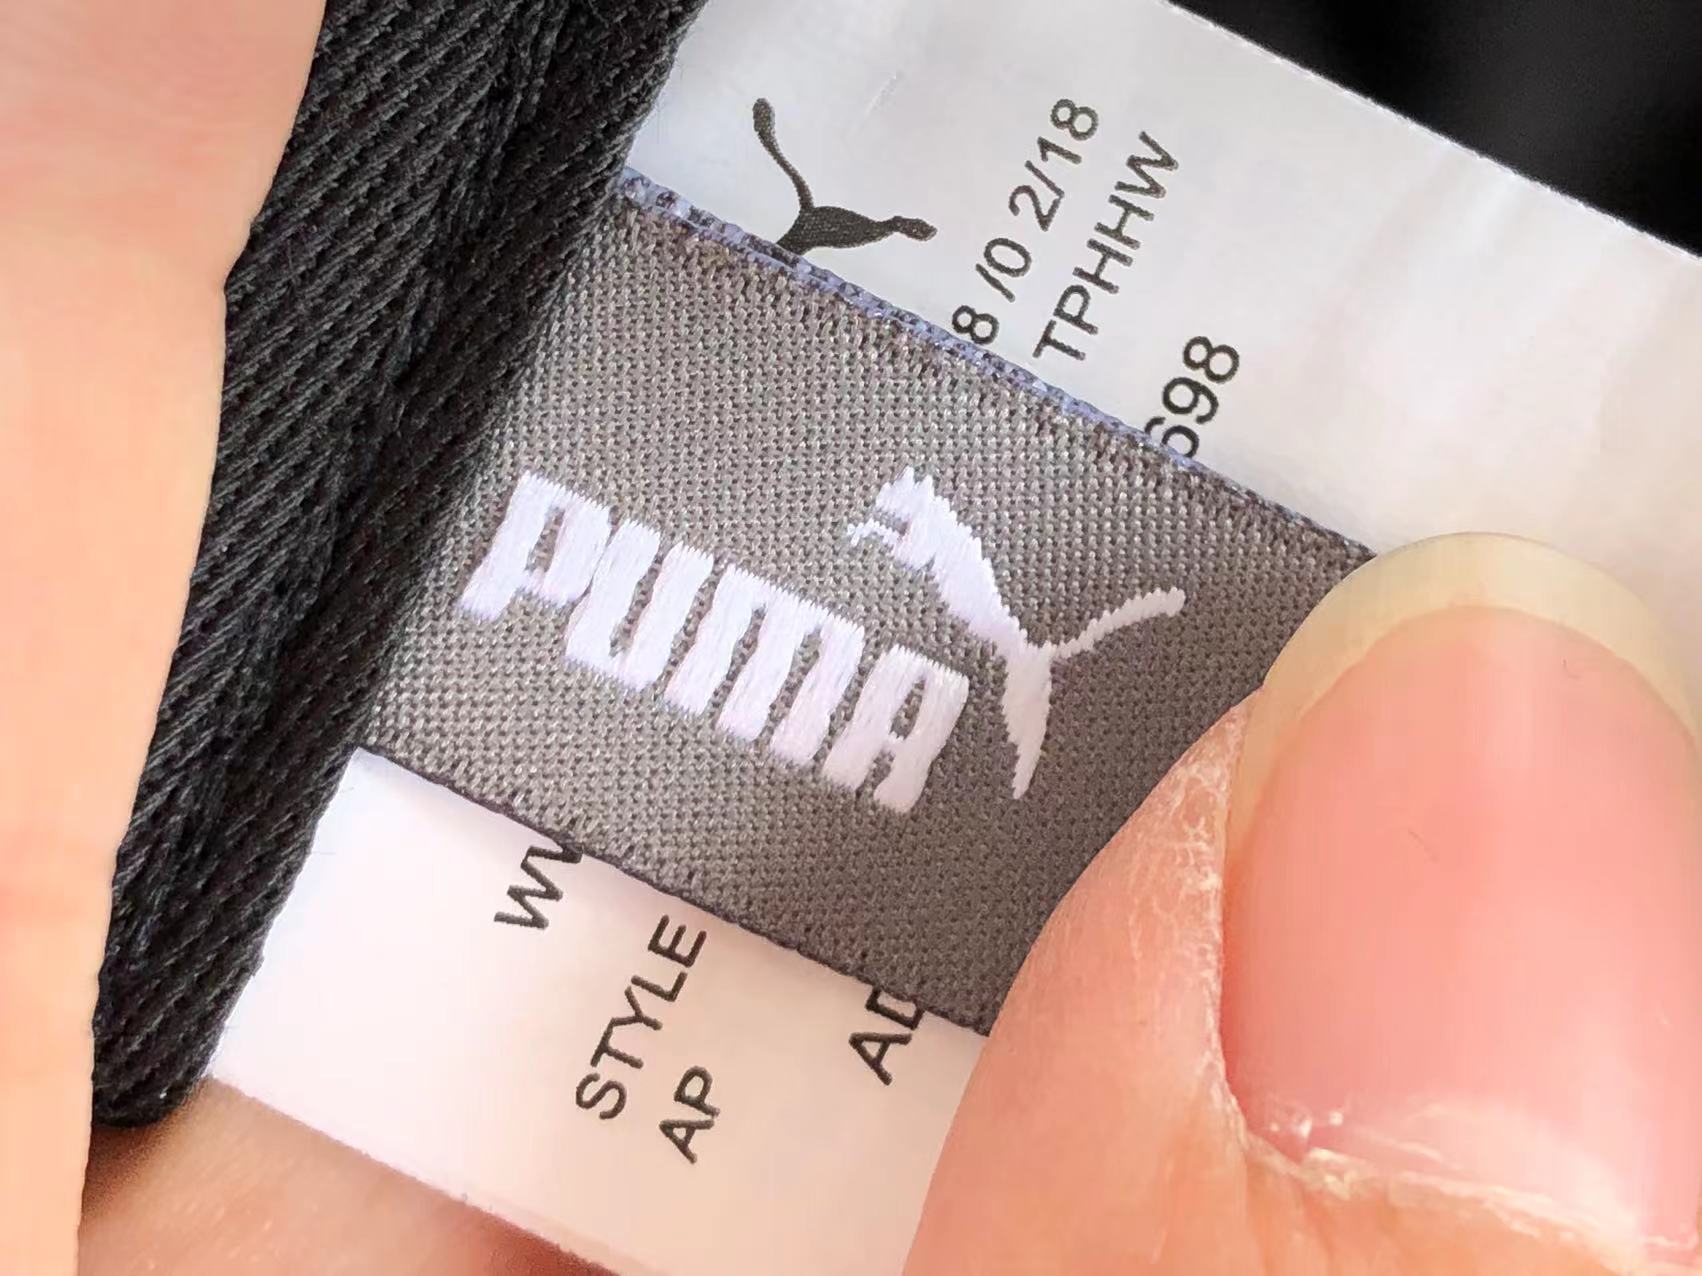 PUMA
8 /0 2/18
TPHHW
698
STYLE
AP